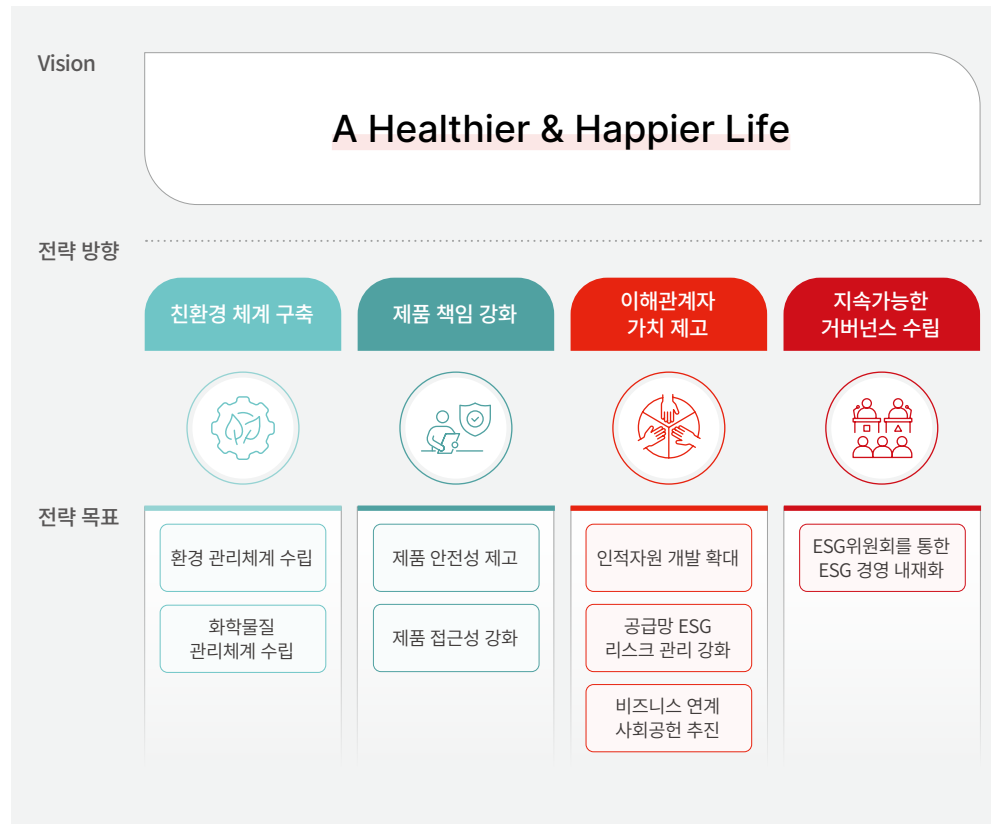 Vision
A Healthier & Happier Life
전략 방향
친환경 체계 구축
제품 책임 강화
이해관계자
가치 제고
지속가능한
거버넌스 수립
전략 목표
환경 관리체계 수립
화학물질
관리체계 수립
제품 안전성 제고
제품 접근성 강화
인적자원 개발 확대
공급망 ESG
리스크 관리 강화
비즈니스 연계
사회공헌 추진
ESG위원회를 통한
ESG 경영 내재화